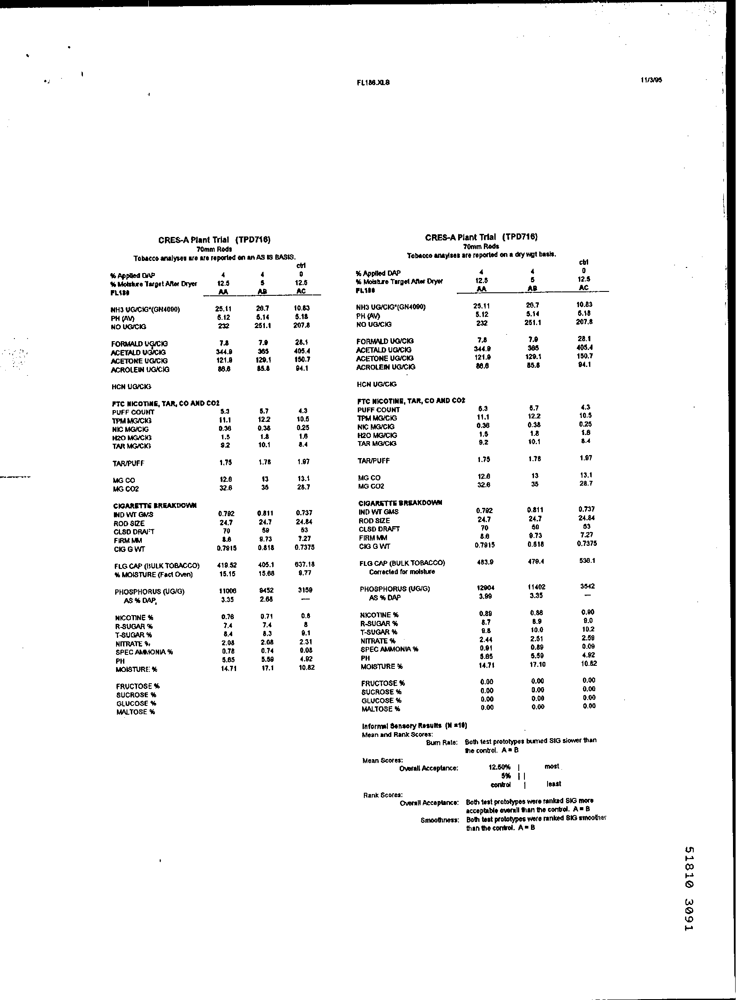 FL186.XLS 11/3/95
CRES-A Plant Trial (TPD716)
70mm Rods
Tobacco analyses are are reported on an AS IS BASIS.
ctrl
% Applied DAP 4 4 0
% Moisture Target After Dryer 12.5 5 12.5
FL186 AA AB AC
NH3 UG/CIG*(GN4090) 25.11 26.7 10.83
PH (AV) 5.12 5.14 5.18
NO UG/CIG 232 251.1 207.8
FORMALD UG/CIG 7.8 7.9 28.1
ACETALD UG/CIG 344.9 365 405.4
ACETONE UG/CIG 121.9 129.1 150.7
ACROLEIN UG/CIG 86.6 85.8 94.1
HCN UG/CIG
FTC NICOTINE, TAR, CO AND CO2
PUFF COUNT 5.3 5.7 4.3
TPM MG/CIG 11.1 12.2 10.5
NIC MG/CIG 0.36 0.38 0.25
H2O MG/CIG 1.5 1.8 1.8
TAR MG/CIG 9.2 10.1 8.4
TAR/PUFF 1.75 1.78 1.97
MG CO 12.8 13 13.1
MG CO2 32.6 35 28.7
CIGARETTE BREAKDOWN
IND WT GMS 0.792 0.811 0.737
ROD SIZE 24.7 24.7 24.84
CLSD DRAFT 70 69 53
FIRM MM 8.8 9.73 7.27
CIG G WT 0.7915 0.818 0.7375
FLG CAP (BULK TOBACCO) 419.52 405.1 637.18
% MOISTURE (Fact Oven) 15.15 15.68 9.77
PHOSPHORUS (UG/G) 11006 9452 3159
AS % DAP 3.35 2.68 ---
NICOTINE % 0.76 0.71 0.8
R-SUGAR % 7.4 7.4 8
T-SUGAR % 8.4 8.3 9.1
NITRATE % 2.08 2.08 2.31
SPEC AMMONIA % 0.78 0.74 0.08
PH 5.65 5.59 4.92
MOISTURE % 14.71 17.1 10.82
FRUCTOSE %
SUCROSE %
GLUCOSE %
MALTOSE %
CRES-A Plant Trial (TPD716)
70mm Rods
Tobacco anaylses are reported on a dry wgt basis.
ctrl
% Applied DAP 4 4 0
% Moisture Target After Dryer 12.5 5 12.5
FL186 AA AB AC
NH3 UG/CIG*(GN4090) 25.11 26.7 10.83
PH (AV) 5.12 5.14 5.18
NO UG/CIG 232 251.1 207.8
FORMALD UG/CIG 7.8 7.9 28.1
ACETALD UG/CIG 344.9 365 405.4
ACETONE UG/CIG 121.9 129.1 150.7
ACROLEIN UG/CIG 86.6 85.8 94.1
HCN UG/CIG
FTC NICOTINE, TAR, CO AND CO2
PUFF COUNT 5.3 5.7 4.3
TPM MG/CIG 11.1 12.2 10.5
NIC MG/CIG 0.36 0.38 0.25
H2O MG/CIG 1.5 1.8 1.8
TAR MG/CIG 9.2 10.1 8.4
TAR/PUFF 1.75 1.78 1.97
MG CO 12.8 13 13.1
MG CO2 32.6 35 28.7
CIGARETTE BREAKDOWN
IND WT GMS 0.792 0.811 0.737
ROD SIZE 24.7 24.7 24.84
CLSD DRAFT 70 69 53
FIRM MM 8.8 9.73 7.27
CIG G WT 0.7915 0.818 0.7375
FLG CAP (BULK TOBACCO) 483.9 479.4 536.1
Corrected for moisture
PHOSPHORUS (UG/G) 12904 11402 3542
AS % DAP 3.99 3.35 ---
NICOTINE % 0.89 0.86 0.90
R-SUGAR % 8.7 8.9 9.0
T-SUGAR % 9.8 10.0 10.2
NITRATE % 2.44 2.51 2.59
SPEC AMMONIA % 0.91 0.89 0.09
PH 5.65 5.59 4.92
MOISTURE % 14.71 17.10 10.82
FRUCTOSE % 0.00 0.00 0.00
SUCROSE % 0.00 0.00 0.00
GLUCOSE % 0.00 0.00 0.00
MALTOSE % 0.00 0.00 0.00
Informal Sensory Results (N =10)
Mean and Rank Scores:
Burn Rate: Both test prototypes burned SIG slower than
the control. A = B
Mean Scores:
Overall Acceptance: 12.50% | most
5% | |
control | least
Rank Scores:
Overall Acceptance: Both test prototypes were ranked SIG more
acceptable overall than the control. A = B
Smoothness: Both test prototypes were ranked SIG smoother
than the control. A = B
51810 3091